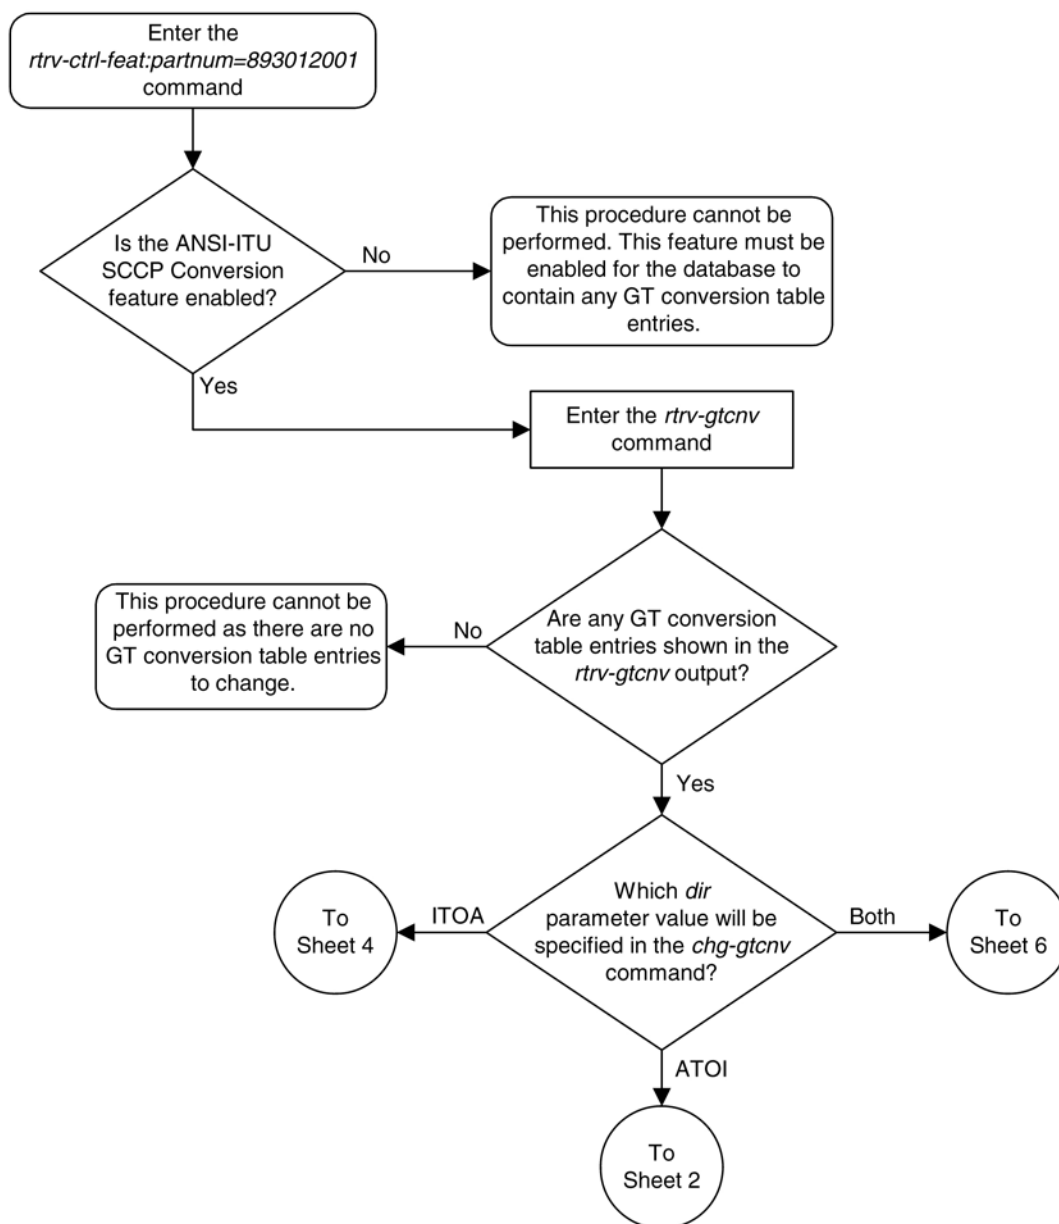 Enter the
rtrv-ctrl-feat:partnum=893012001
command
Is the ANSI-ITU
SCCP Conversion
feature enabled?
No
This procedure cannot be
performed. This feature must be
enabled for the database to
contain any GT conversion table
entries.
Yes
Enter the rtrv-gtcnv
command
Are any GT conversion
table entries shown in the
rtrv-gtcnv output?
No
This procedure cannot be
performed as there are no
GT conversion table entries
to change.
Yes
Which dir
parameter value will be
specified in the chg-gtcnv
command?
ITOA
To
Sheet 4
Both
To
Sheet 6
ATOI
To
Sheet 2